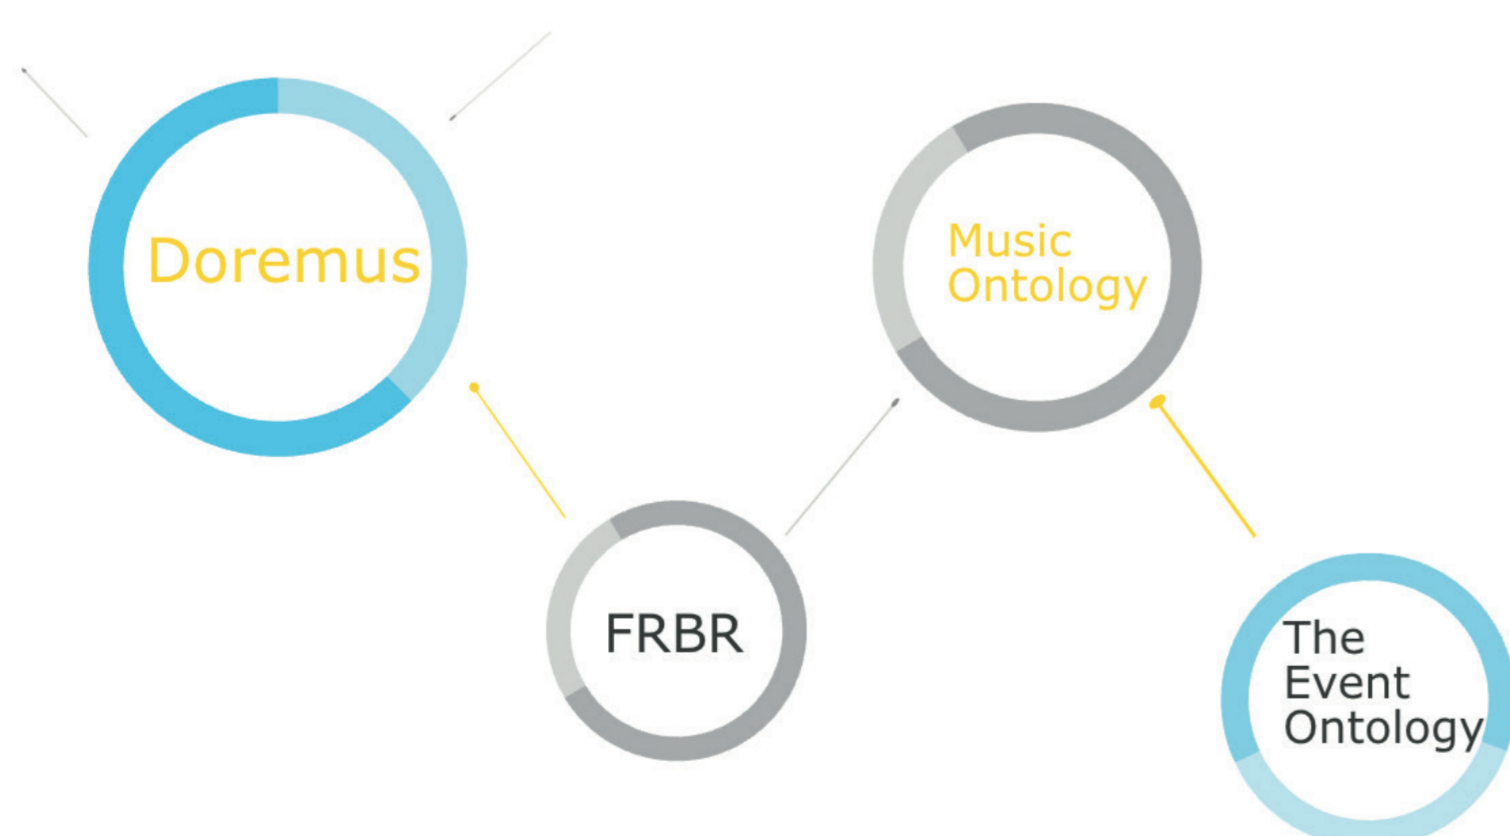 Doremus
Music
Ontology
FRBR
The
Event
Ontology